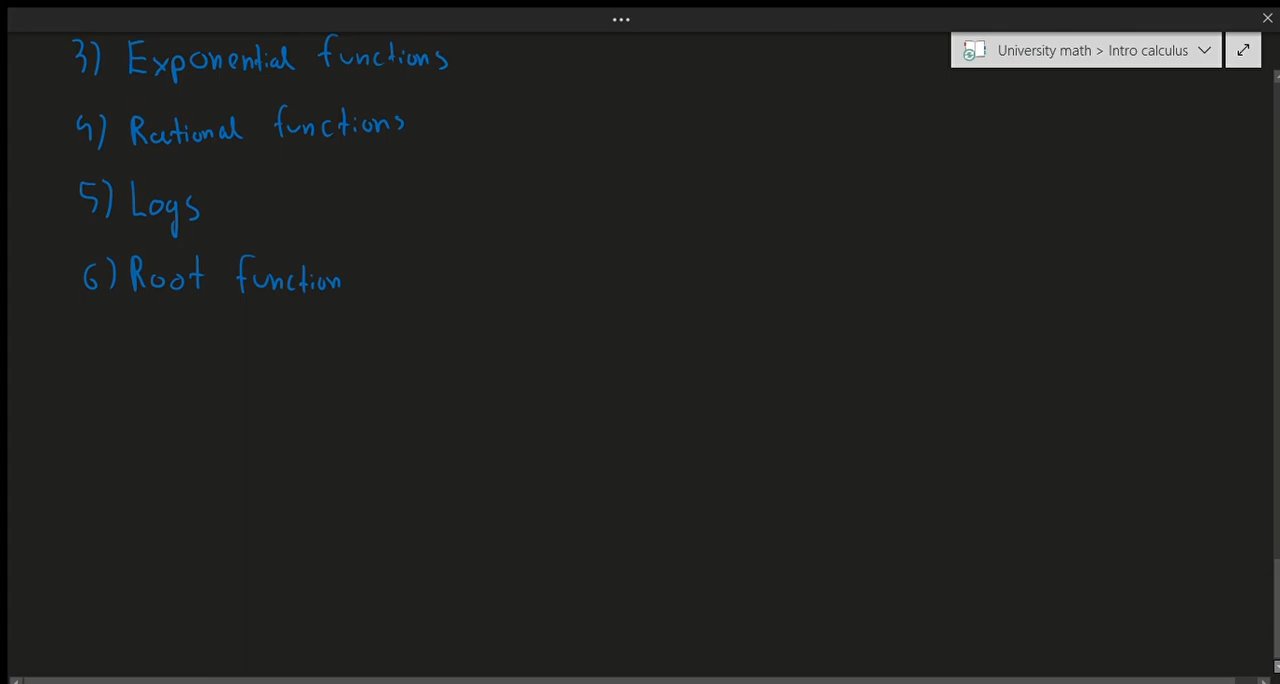 ...
University math > Intro calculus
3) Exponential functions
4) Rational functions
5) Logs
6) Root function